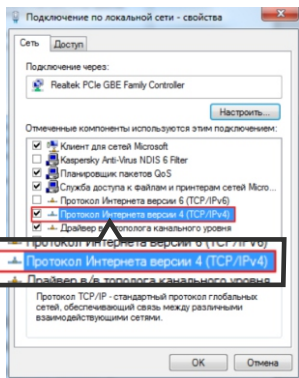 Подключение по локальной сети - свойства
Сеть Доступ
Подключение через:
Realtek PCIe GBE Family Controller
Настроить...
Отмеченные компоненты используются этим подключением:
Клиент для сетей Microsoft
Kaspersky Anti-Virus NDIS 6 Filter
Планировщик пакетов QoS
Служба доступа к файлам и принтерам сетей Micro...
Протокол Интернета версии 6 (TCP/IPv6)
Протокол Интернета версии 4 (TCP/IPv4)
Драйвер в/в тополога канального уровня
Протокол Интернета версии 6 (TCP/IPv6)
Протокол Интернета версии 4 (TCP/IPv4)
Драйвер в/в тополога канального уровня
Протокол TCP/IP - стандартный протокол глобальных
сетей, обеспечивающий связь между различными
взаимодействующими сетями.
ОК Отмена